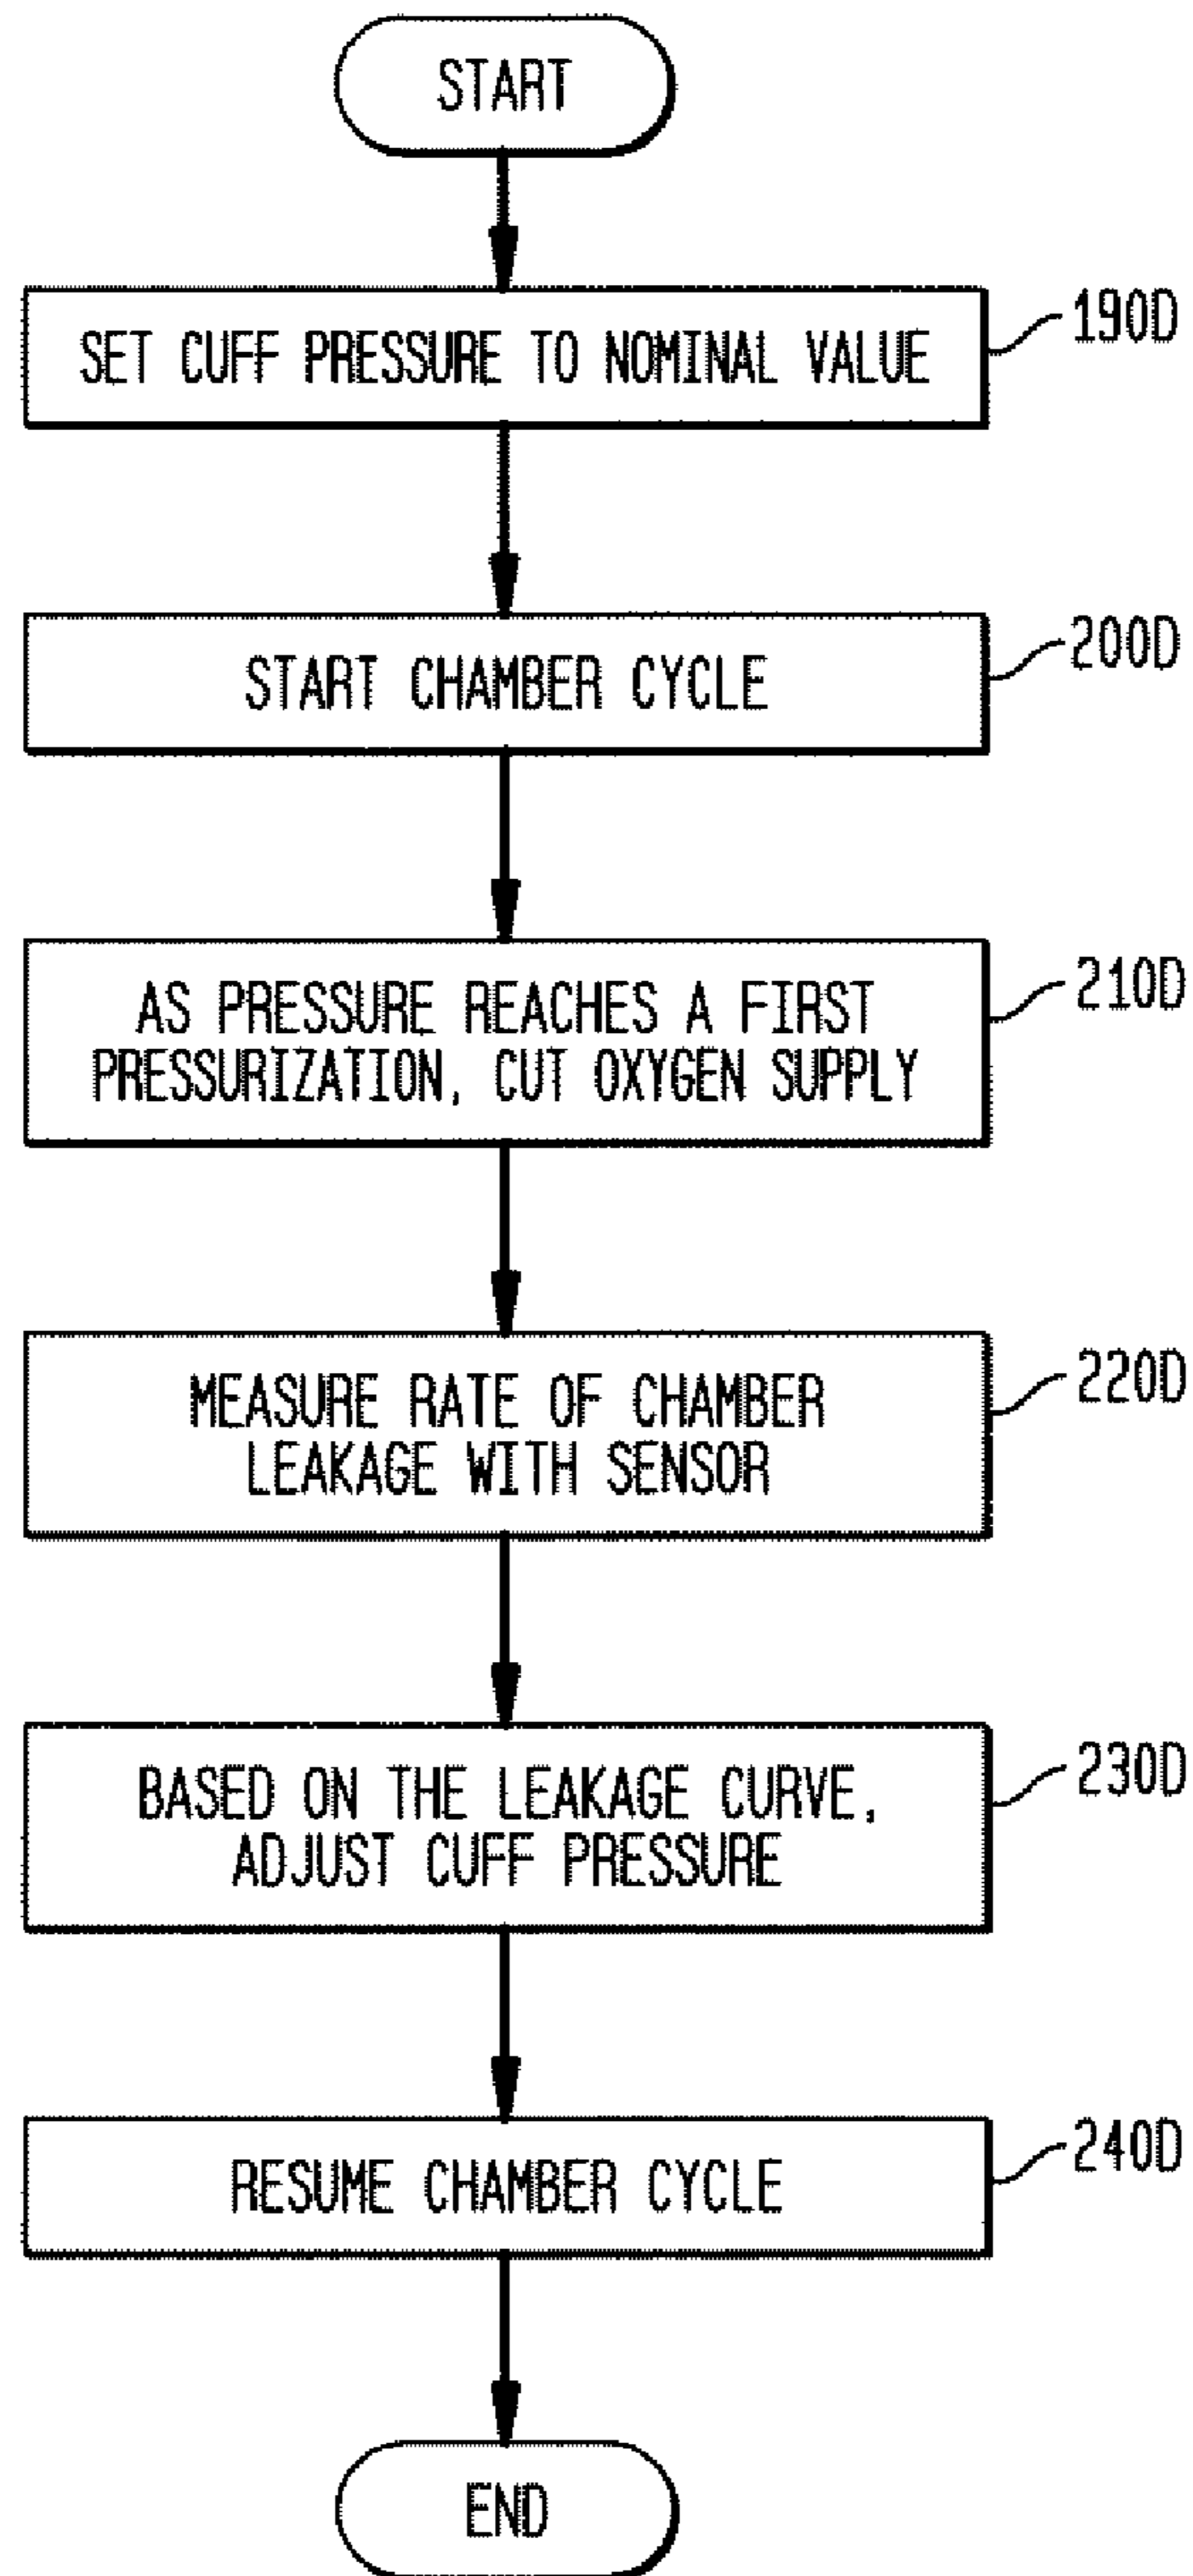 START
SET CUFF PRESSURE TO NOMINAL VALUE
190D
START CHAMBER CYCLE
200D
AS PRESSURE REACHES A FIRST
PRESSURIZATION, CUT OXYGEN SUPPLY
210D
MEASURE RATE OF CHAMBER
LEAKAGE WITH SENSOR
220D
BASED ON THE LEAKAGE CURVE,
ADJUST CUFF PRESSURE
230D
RESUME CHAMBER CYCLE
240D
END